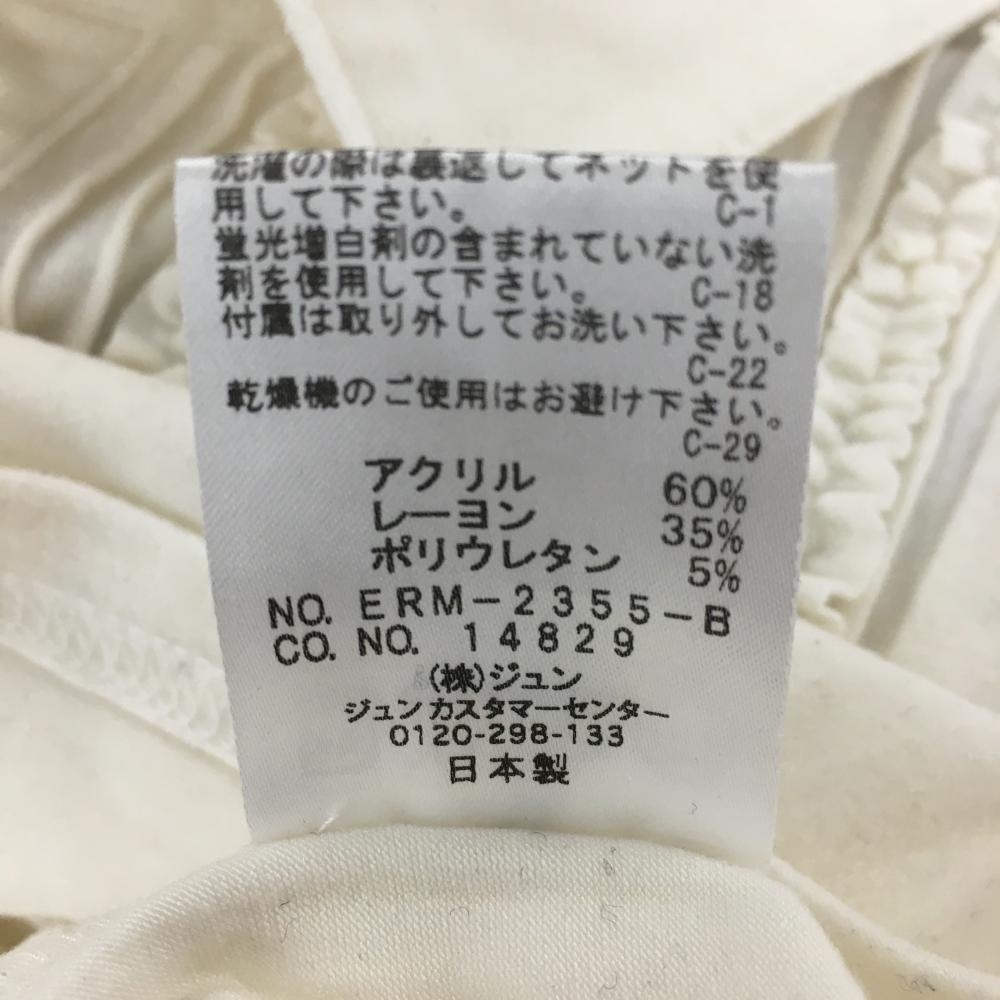 洗濯の際は裏返してネットを使
用して下さい。 C-1
蛍光増白剤の含まれていない洗
剤を使用して下さい。 C-18
付属は取り外してお洗い下さい。
C-22
乾燥機のご使用はお避け下さい。
C-29
アクリル 60%
レーヨン 35%
ポリウレタン 5%
NO. ERM-2355-B
CO. NO. 14829
(株)ジュン
ジュンカスタマーセンター
0120-298-133
日本製